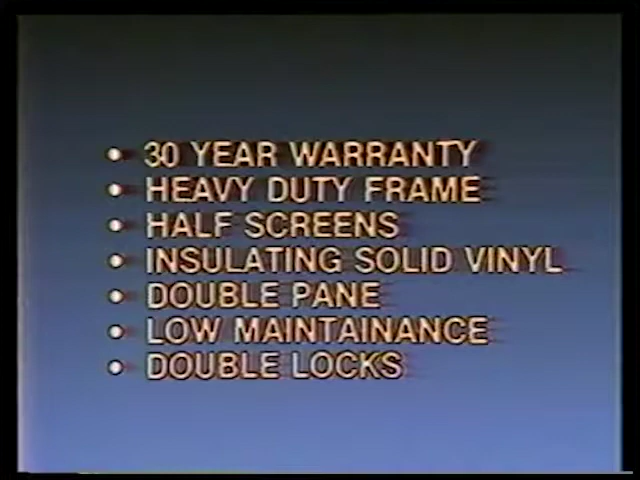 • 30 YEAR WARRANTY
• HEAVY DUTY FRAME
• HALF SCREENS
• INSULATING SOLID VINYL
• DOUBLE PANE
• LOW MAINTAINANCE
• DOUBLE LOCKS